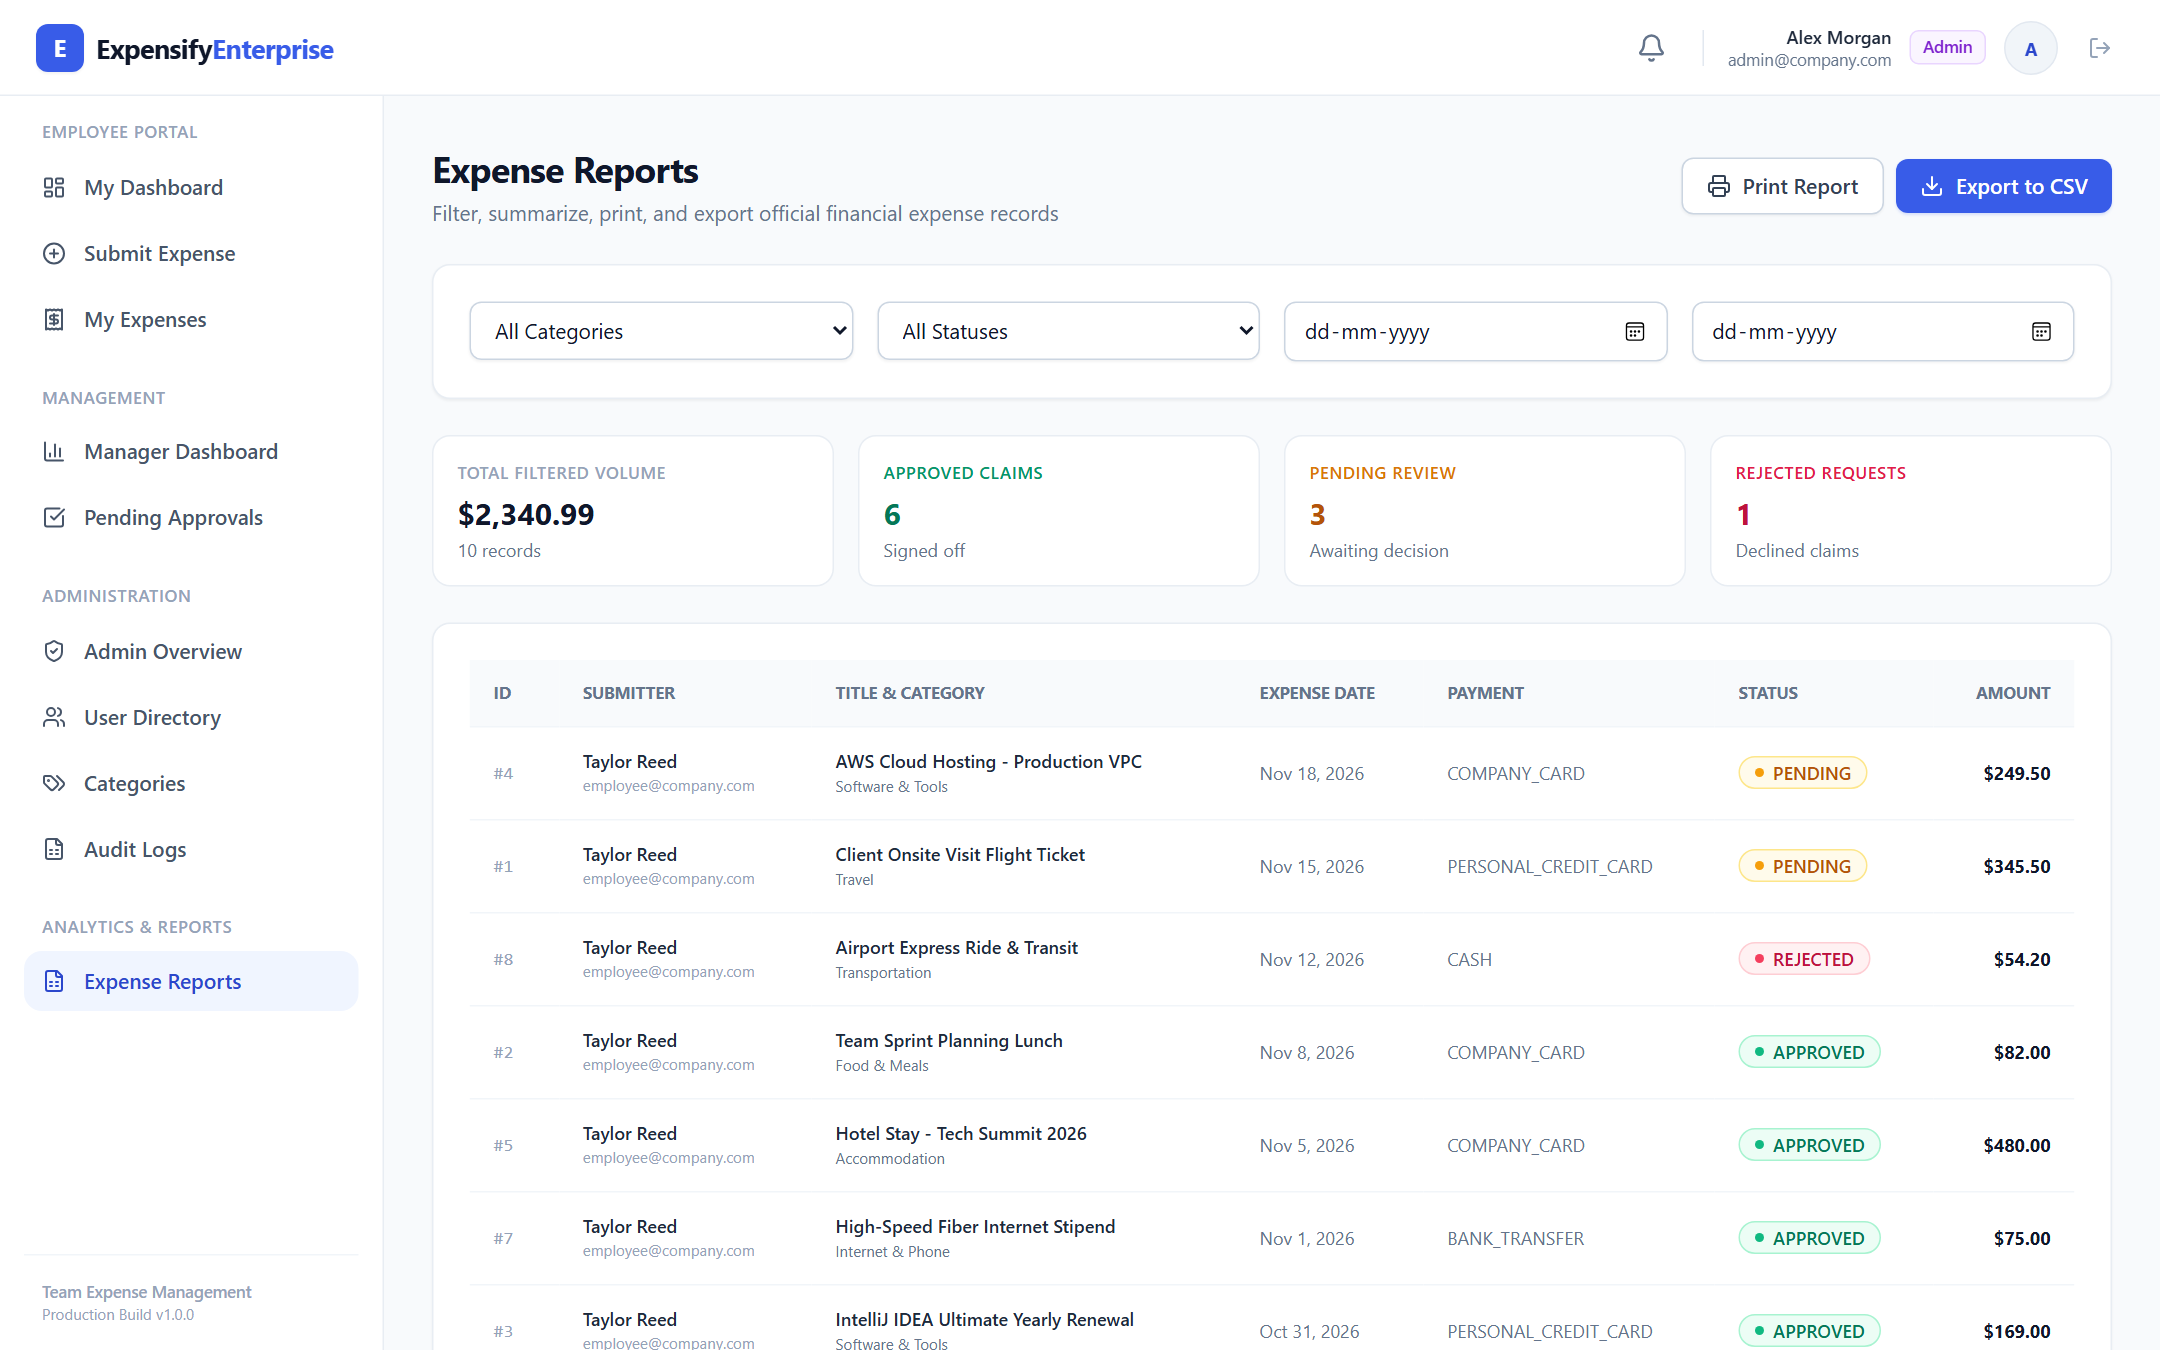 E ExpensifyEnterprise
Alex Morgan
admin@company.com
Admin
A
EMPLOYEE PORTAL
My Dashboard
Submit Expense
My Expenses
MANAGEMENT
Manager Dashboard
Pending Approvals
ADMINISTRATION
Admin Overview
User Directory
Categories
Audit Logs
ANALYTICS & REPORTS
Expense Reports
Team Expense Management
Production Build v1.0.0
Expense Reports
Filter, summarize, print, and export official financial expense records
Print Report
Export to CSV
All Categories
All Statuses
dd-mm-yyyy
dd-mm-yyyy
TOTAL FILTERED VOLUME
$2,340.99
10 records
APPROVED CLAIMS
6
Signed off
PENDING REVIEW
3
Awaiting decision
REJECTED REQUESTS
1
Declined claims
ID SUBMITTER TITLE & CATEGORY EXPENSE DATE PAYMENT STATUS AMOUNT
#4 Taylor Reed AWS Cloud Hosting - Production VPC Nov 18, 2026 COMPANY_CARD PENDING $249.50
employee@company.com Software & Tools
#1 Taylor Reed Client Onsite Visit Flight Ticket Nov 15, 2026 PERSONAL_CREDIT_CARD PENDING $345.50
employee@company.com Travel
#8 Taylor Reed Airport Express Ride & Transit Nov 12, 2026 CASH REJECTED $54.20
employee@company.com Transportation
#2 Taylor Reed Team Sprint Planning Lunch Nov 8, 2026 COMPANY_CARD APPROVED $82.00
employee@company.com Food & Meals
#5 Taylor Reed Hotel Stay - Tech Summit 2026 Nov 5, 2026 COMPANY_CARD APPROVED $480.00
employee@company.com Accommodation
#7 Taylor Reed High-Speed Fiber Internet Stipend Nov 1, 2026 BANK_TRANSFER APPROVED $75.00
employee@company.com Internet & Phone
#3 Taylor Reed IntelliJ IDEA Ultimate Yearly Renewal Oct 31, 2026 PERSONAL_CREDIT_CARD APPROVED $169.00
employee@company.com Software & Tools